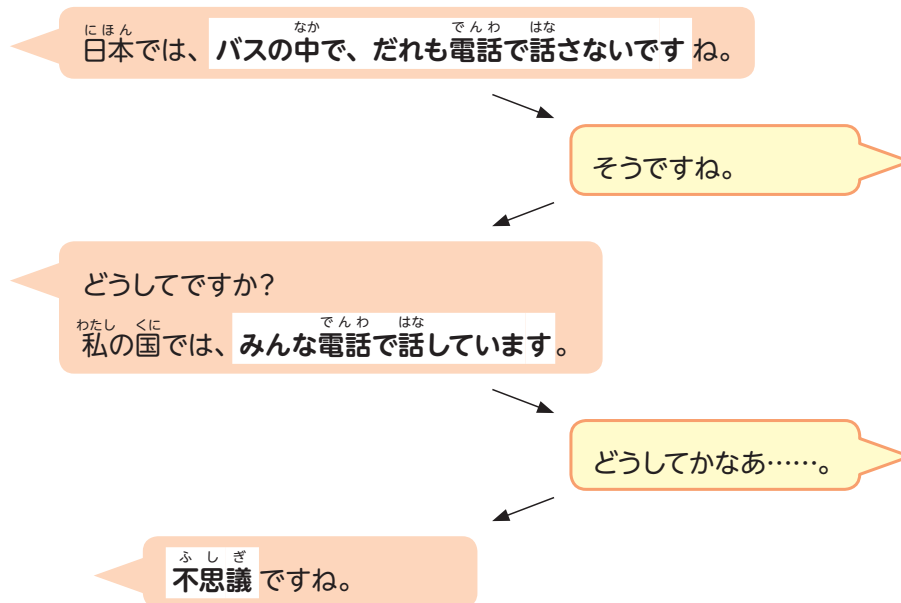 にほん
日本では、バスの中で、だれも電話で話さないですね。
なか でんわ はな
そうですね。
どうしてですか？
わたし くに でんわ はな
私の国では、みんな電話で話しています。
どうしてかなあ……。
ふしぎ
不思議ですね。